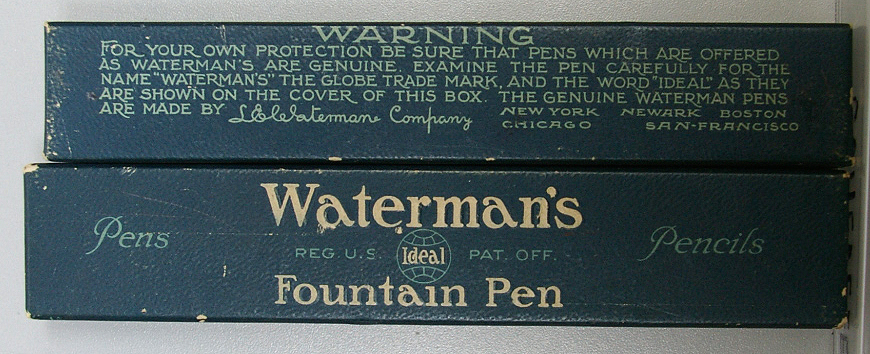 WARNING
FOR YOUR OWN PROTECTION BE SURE THAT PENS WHICH ARE OFFERED
AS WATERMAN'S ARE GENUINE. EXAMINE THE PEN CAREFULLY FOR THE
NAME "WATERMAN'S" THE GLOBE TRADE MARK, AND THE WORD "IDEAL" AS THEY
ARE SHOWN ON THE COVER OF THIS BOX. THE GENUINE WATERMAN PENS
ARE MADE BY L.E. Waterman Company NEW YORK NEWARK BOSTON
CHICAGO SAN-FRANCISCO
Waterman's
Pens REG. U.S. Ideal PAT. OFF. Pencils
Fountain Pen